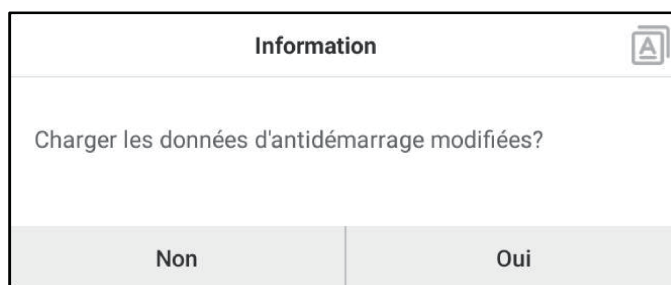 Information
A
Charger les données d'antidémarrage modifiées?
Non
Oui